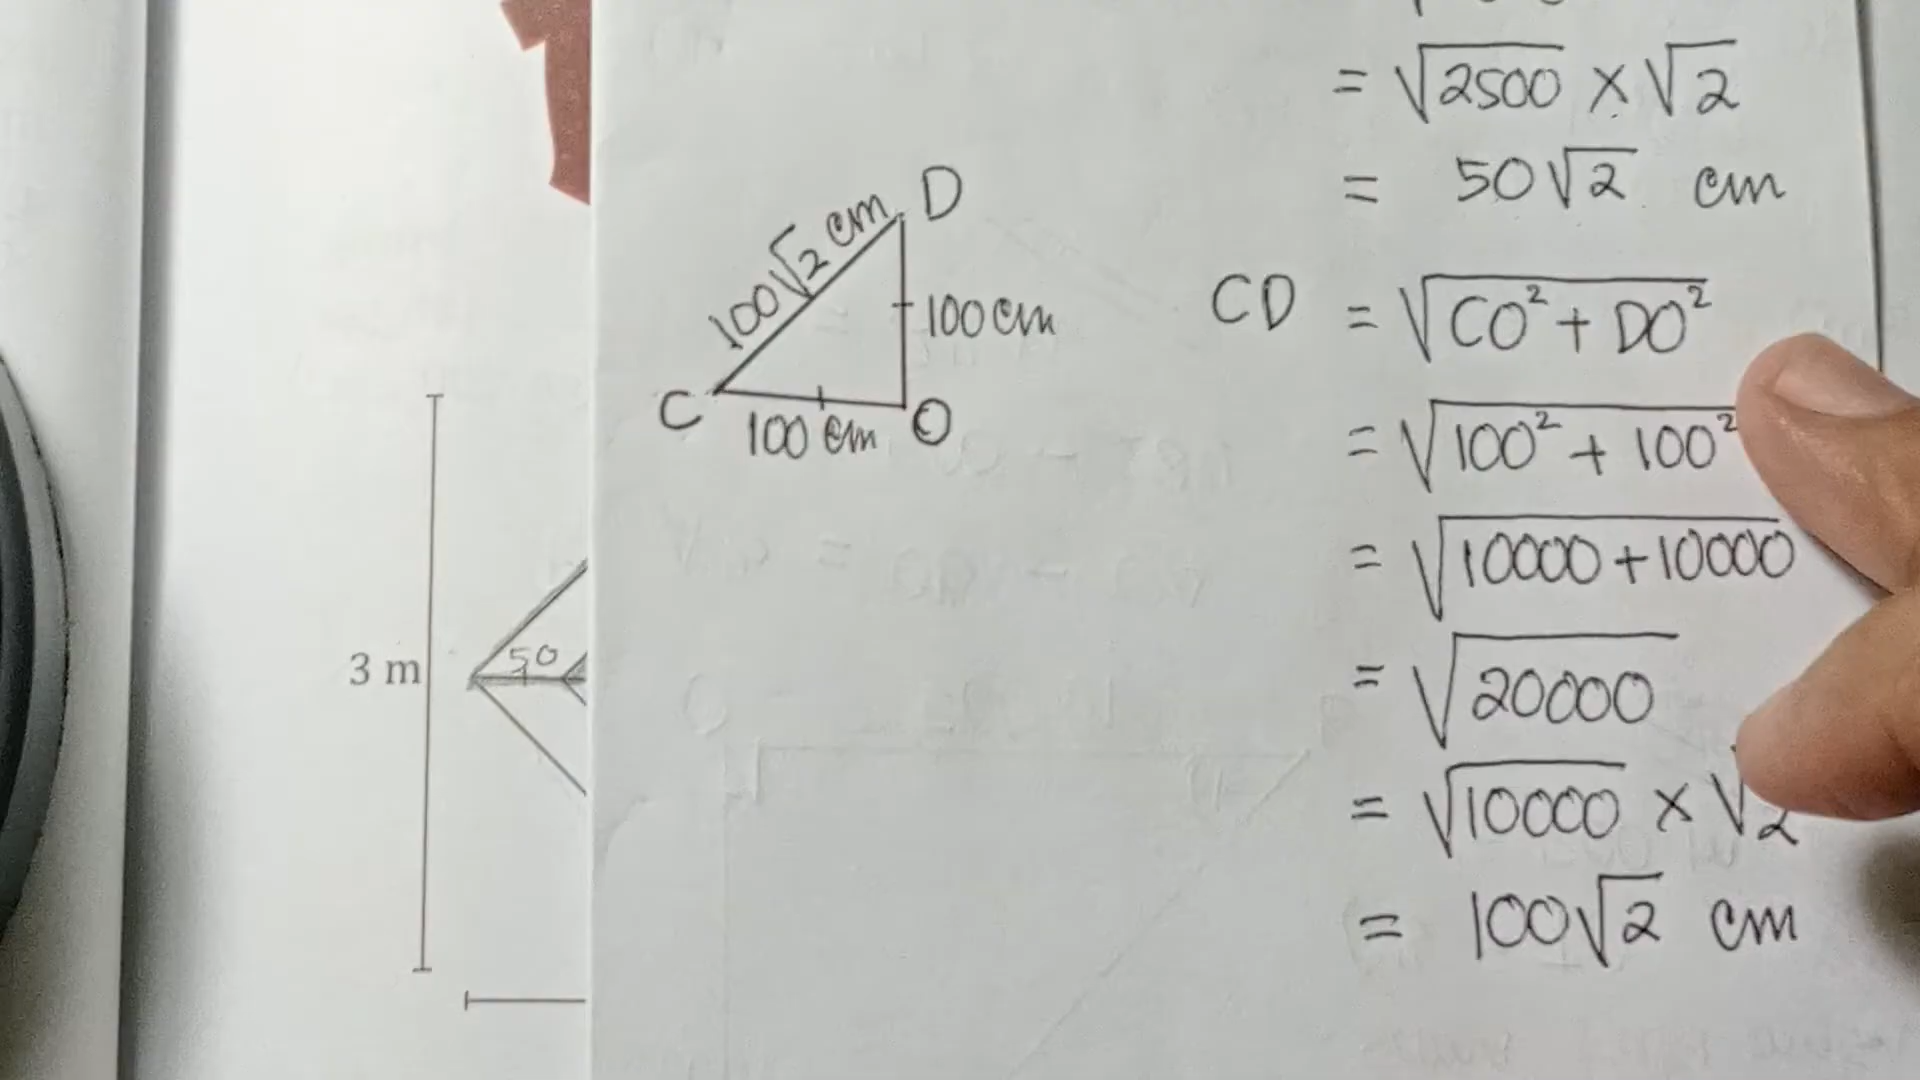 = √2500 × √2
= 50√2 cm
D
100√2 cm
100 cm
C
100 cm
O
CD = √CO² + DO²
= √100² + 100²
= √10000 + 10000
= √20000
= √10000 × √2
= 100√2 cm
3 m
50